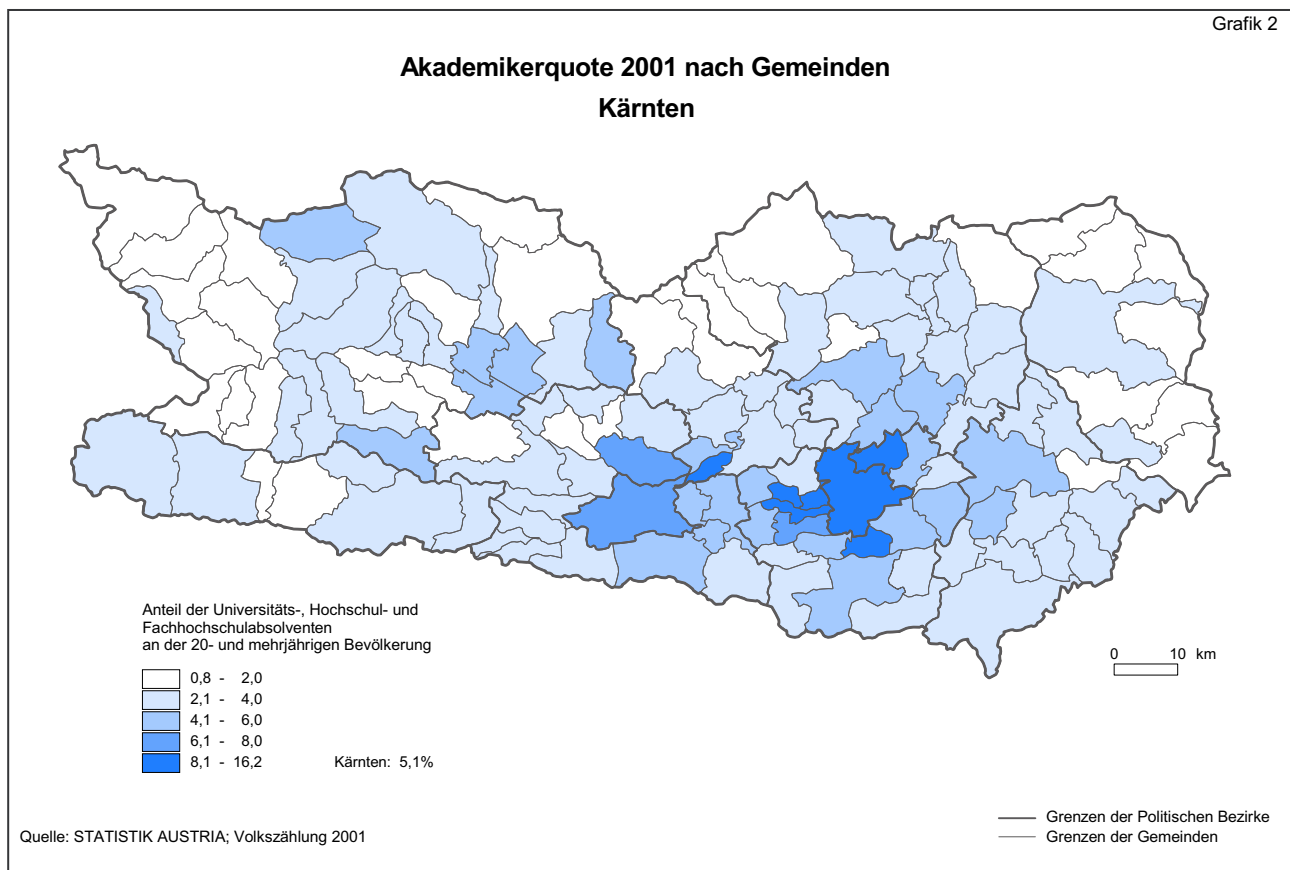 Grafik 2
Akademikerquote 2001 nach Gemeinden
Kärnten
Anteil der Universitäts-, Hochschul- und
Fachhochschulabsolventen
an der 20- und mehrjährigen Bevölkerung
0,8 - 2,0
2,1 - 4,0
4,1 - 6,0
6,1 - 8,0
8,1 - 16,2 Kärnten: 5,1%
0 10 km
Quelle: STATISTIK AUSTRIA; Volkszählung 2001
Grenzen der Politischen Bezirke
Grenzen der Gemeinden